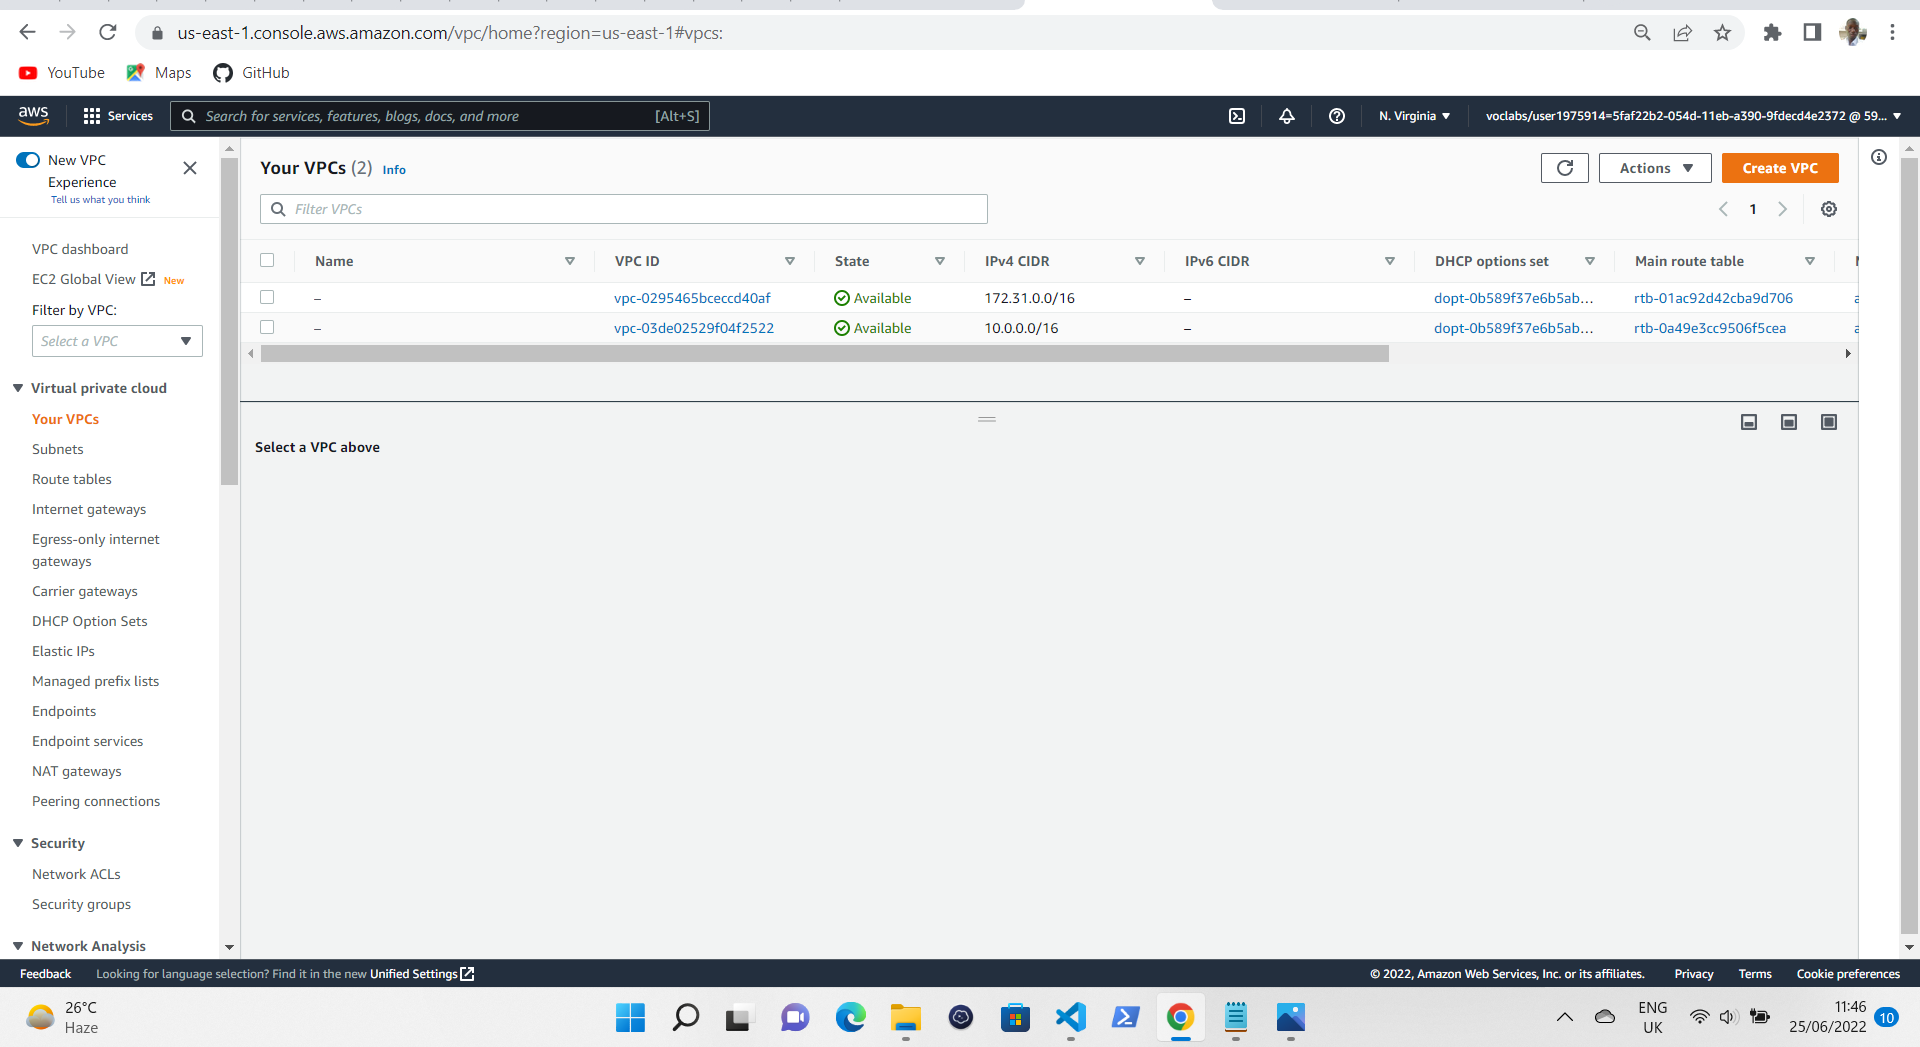 us-east-1.console.aws.amazon.com/vpc/home?region=us-east-1#vpcs:
YouTube Maps GitHub
aws Services Search for services, features, blogs, docs, and more [Alt+S] N. Virginia voclabs/user1975914=5faf22b2-054d-11eb-a390-9fdecd4e2372 @ 59...
New VPC
Experience
Tell us what you think
VPC dashboard
EC2 Global View New
Filter by VPC:
Select a VPC
Virtual private cloud
Your VPCs
Subnets
Route tables
Internet gateways
Egress-only internet
gateways
Carrier gateways
DHCP Option Sets
Elastic IPs
Managed prefix lists
Endpoints
Endpoint services
NAT gateways
Peering connections
Security
Network ACLs
Security groups
Network Analysis
Your VPCs (2) Info
Actions Create VPC
Filter VPCs
1
Name VPC ID State IPv4 CIDR IPv6 CIDR DHCP options set Main route table
– vpc-0295465bceccd40af Available 172.31.0.0/16 – dopt-0b589f37e6b5ab... rtb-01ac92d42cba9d706
– vpc-03de02529f04f2522 Available 10.0.0.0/16 – dopt-0b589f37e6b5ab... rtb-0a49e3cc9506f5cea
Select a VPC above
Feedback Looking for language selection? Find it in the new Unified Settings © 2022, Amazon Web Services, Inc. or its affiliates. Privacy Terms Cookie preferences
26°C
Haze
ENG
UK
11:46
25/06/2022
10